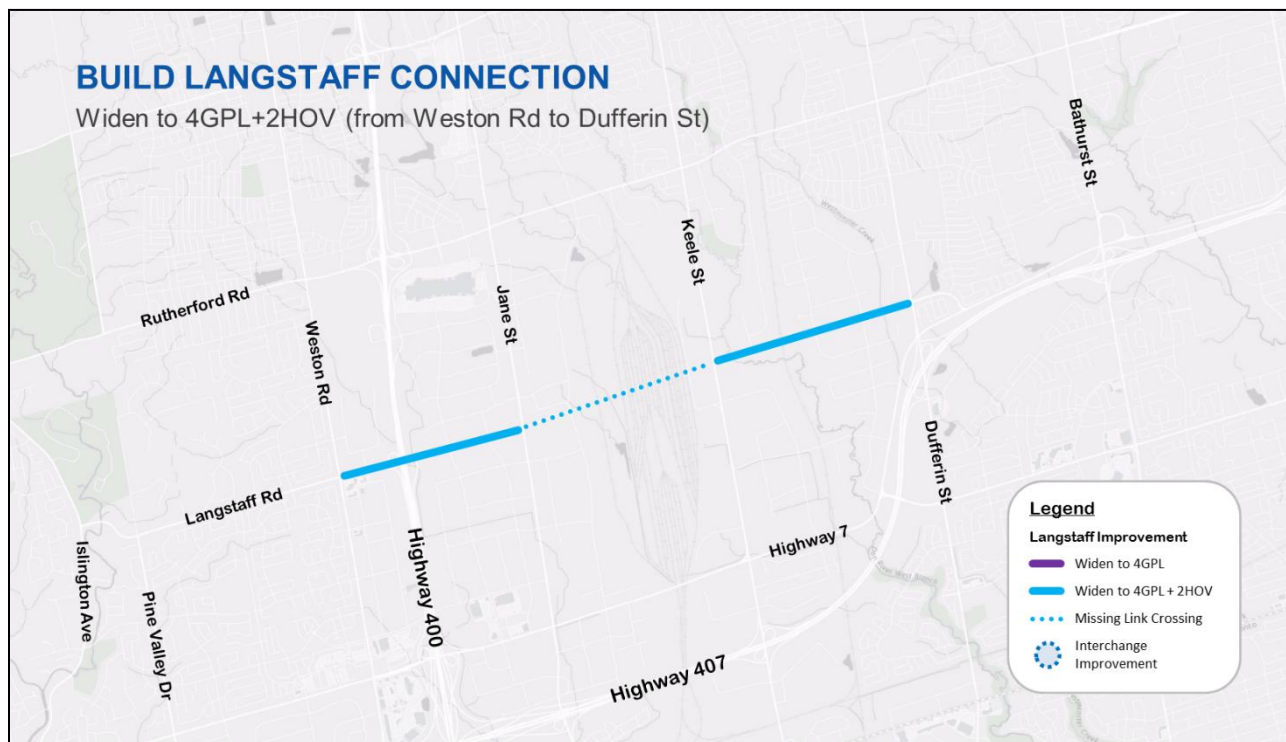 BUILD LANGSTAFF CONNECTION
Widen to 4GPL+2HOV (from Weston Rd to Dufferin St)
Bathurst St
Keele St
Jane St
Rutherford Rd
Weston Rd
Dufferin St
Langstaff Rd
Highway 400
Highway 7
Islington Ave
Pine Valley Dr
Highway 407
Legend
Langstaff Improvement
Widen to 4GPL
Widen to 4GPL + 2HOV
Missing Link Crossing
Interchange
Improvement